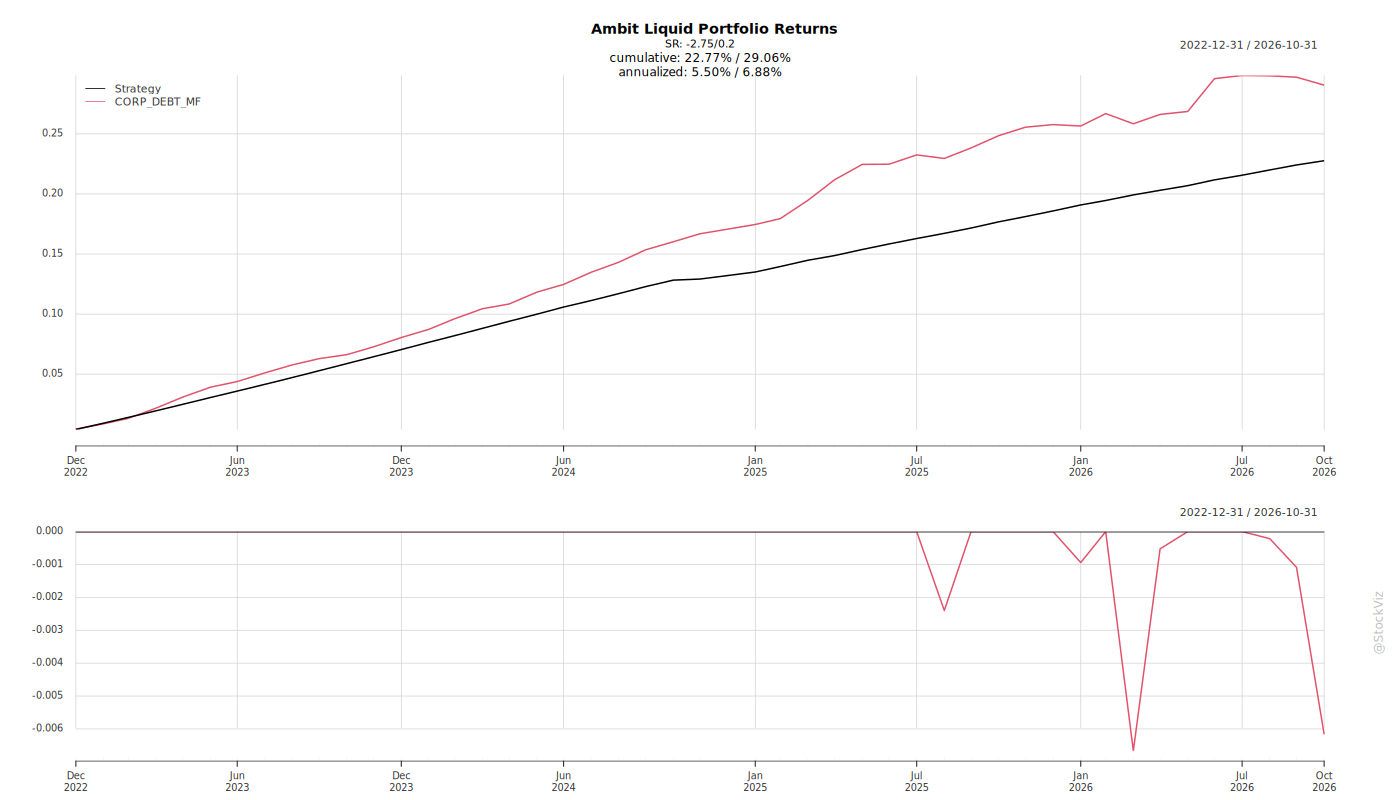 Ambit Liquid Portfolio Returns
SR: -2.75/0.2
cumulative: 22.77% / 29.06%
annualized: 5.50% / 6.88%
2022-12-31 / 2026-10-31
Strategy
CORP_DEBT_MF
0.25
0.20
0.15
0.10
0.05
Dec Jun Dec Jun Jan Jul Jan Jul Oct
2022 2023 2023 2024 2025 2025 2026 2026 2026
2022-12-31 / 2026-10-31
0.000
-0.001
-0.002
-0.003
-0.004
-0.005
-0.006
Dec Jun Dec Jun Jan Jul Jan Jul Oct
2022 2023 2023 2024 2025 2025 2026 2026 2026
@StockViz